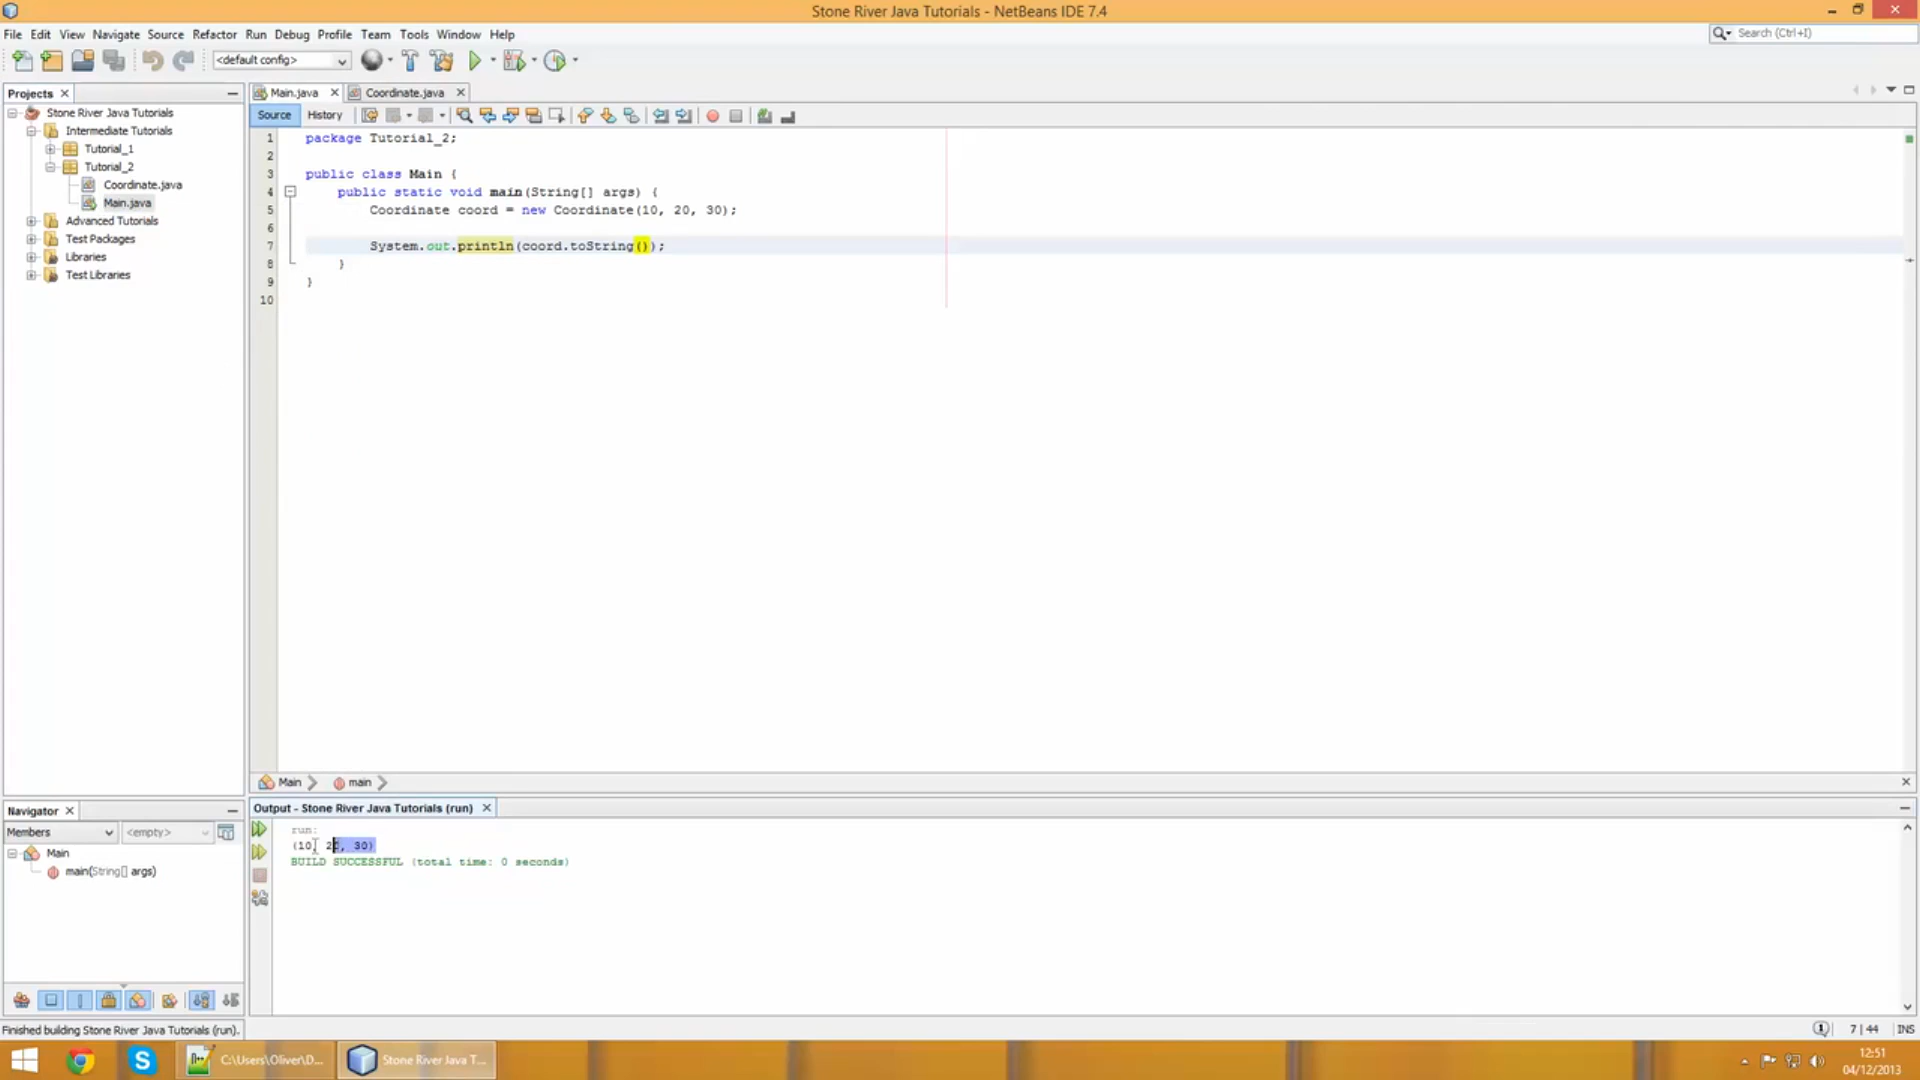 Stone River Java Tutorials - NetBeans IDE 7.4
File Edit View Navigate Source Refactor Run Debug Profile Team Tools Window Help
Search (Ctrl+I)
<default config>
Projects
Main.java
Coordinate.java
Stone River Java Tutorials
Intermediate Tutorials
Tutorial_1
Tutorial_2
Coordinate.java
Main.java
Advanced Tutorials
Test Packages
Libraries
Test Libraries
Source History
1 package Tutorial_2;
2
3 public class Main {
4 public static void main(String[] args) {
5 Coordinate coord = new Coordinate(10, 20, 30);
6
7 System.out.println(coord.toString());
8 }
9 }
10
Main main
Output - Stone River Java Tutorials (run)
run:
(10, 20, 30)
BUILD SUCCESSFUL (total time: 0 seconds)
Navigator
Members <empty>
Main
main(String[] args)
Finished building Stone River Java Tutorials (run).
1 7 | 44 INS
C:\Users\Oliver\D...
Stone River Java T...
12:51
04/12/2013